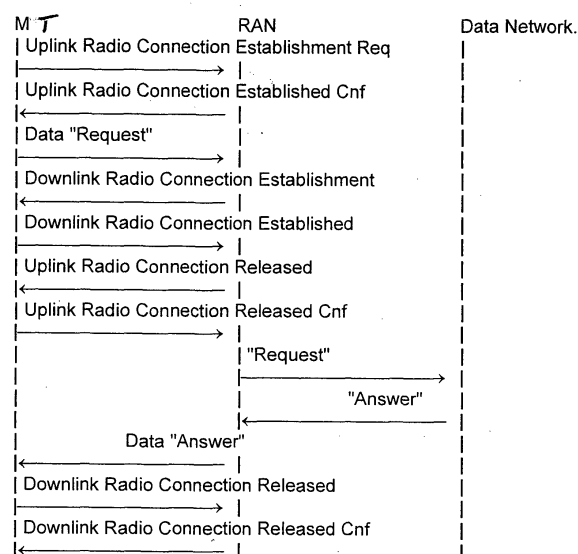 MT RAN Data Network.
Uplink Radio Connection Establishment Req
Uplink Radio Connection Established Cnf
Data "Request"
Downlink Radio Connection Establishment
Downlink Radio Connection Established
Uplink Radio Connection Released
Uplink Radio Connection Released Cnf
"Request"
"Answer"
Data "Answer"
Downlink Radio Connection Released
Downlink Radio Connection Released Cnf